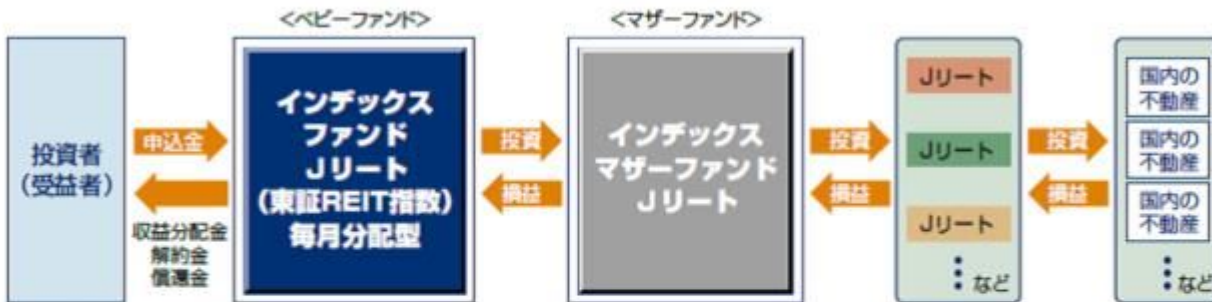 <ベビーファンド>
<マザーファンド>
投資者
(受益者)
申込金
収益分配金
解約金
償還金
インデックス
ファンド
Jリート
(東証REIT指数)
毎月分配型
投資
損益
インデックス
マザーファンド
Jリート
投資
損益
Jリート
Jリート
Jリート
など
投資
損益
国内の
不動産
国内の
不動産
国内の
不動産
など